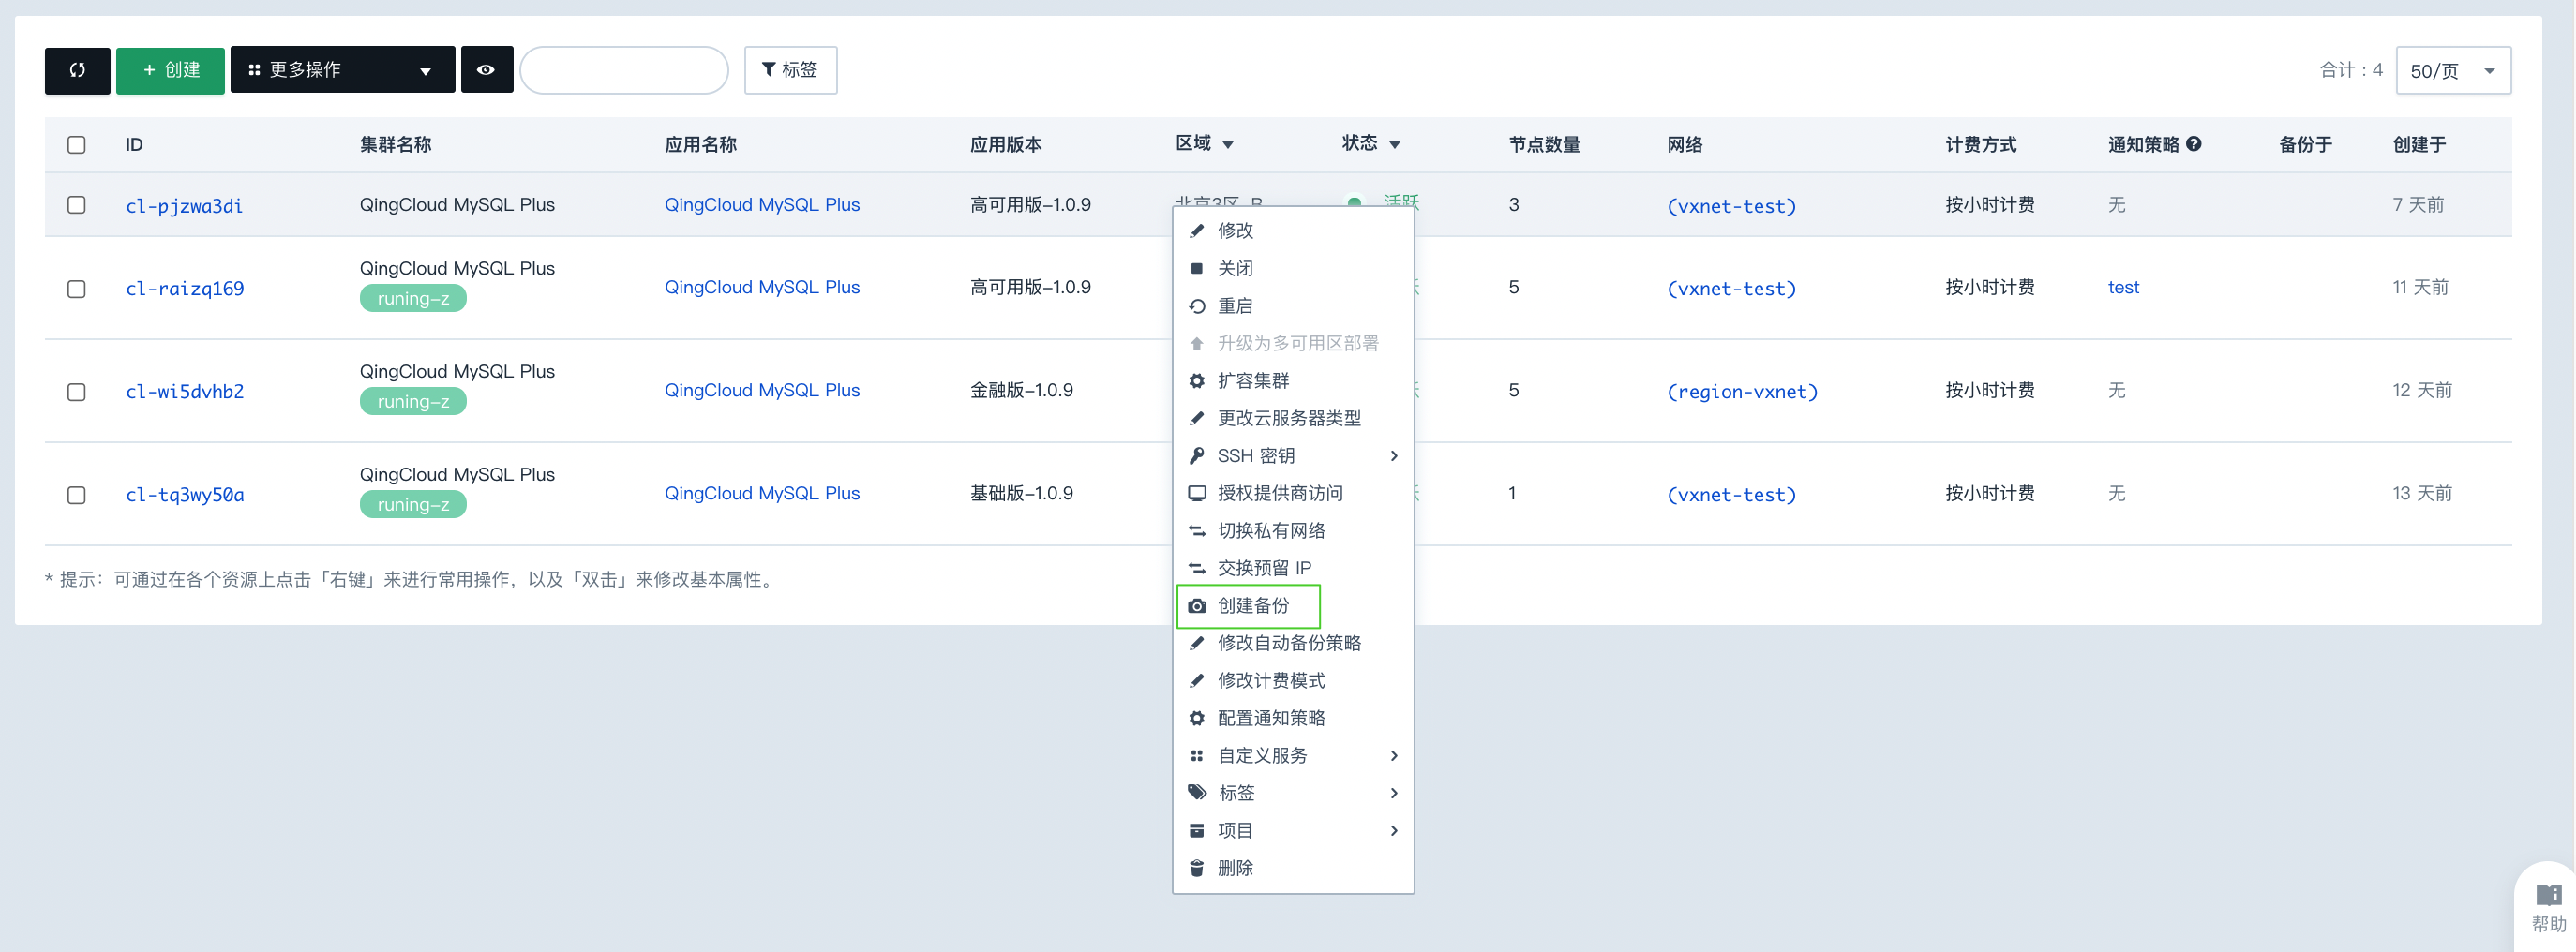 + 创建 更多操作 标签 合计：4 50/页
ID 集群名称 应用名称 应用版本 区域 状态 节点数量 网络 计费方式 通知策略 备份于 创建于
cl-pjzwa3di QingCloud MySQL Plus QingCloud MySQL Plus 高可用版-1.0.9 北京3区-B 活跃 3 (vxnet-test) 按小时计费 无 7 天前
cl-raizq169 QingCloud MySQL Plus QingCloud MySQL Plus 高可用版-1.0.9 5 (vxnet-test) 按小时计费 test 11 天前
runing-z
cl-wi5dvhb2 QingCloud MySQL Plus QingCloud MySQL Plus 金融版-1.0.9 5 (region-vxnet) 按小时计费 无 12 天前
runing-z
cl-tq3wy50a QingCloud MySQL Plus QingCloud MySQL Plus 基础版-1.0.9 1 (vxnet-test) 按小时计费 无 13 天前
runing-z
* 提示：可通过在各个资源上点击「右键」来进行常用操作，以及「双击」来修改基本属性。
修改
关闭
重启
升级为多可用区部署
扩容集群
更改云服务器类型
SSH 密钥
授权提供商访问
切换私有网络
交换预留 IP
创建备份
修改自动备份策略
修改计费模式
配置通知策略
自定义服务
标签
项目
删除
帮助